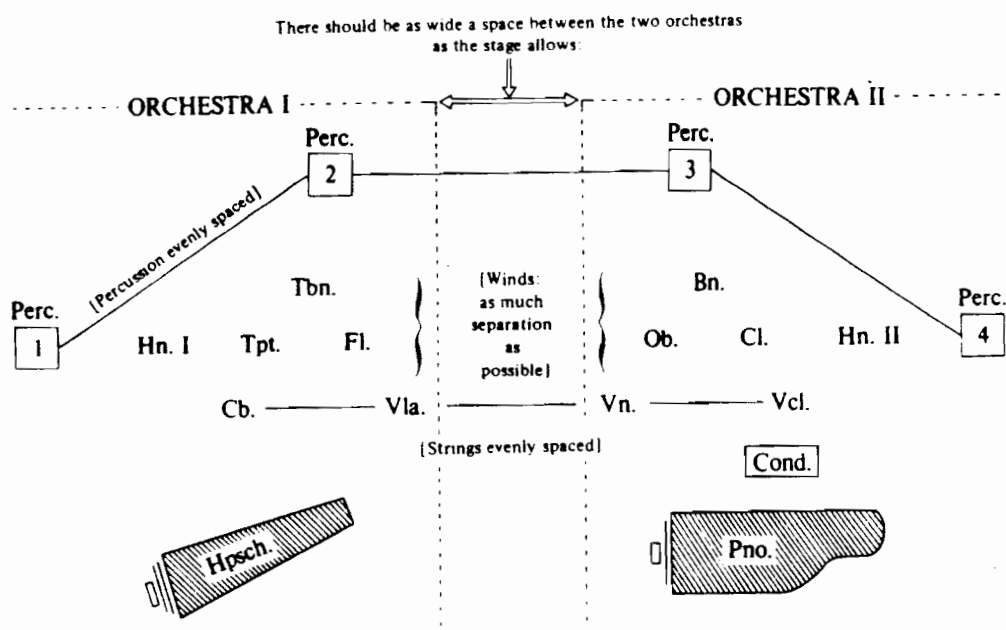 There should be as wide a space between the two orchestras
as the stage allows:
ORCHESTRA I
ORCHESTRA II
Perc.
2
Perc.
3
[Percussion evenly spaced]
Tbn.
[Winds:
as much
separation
as
possible]
Bn.
Perc.
1
Hn. I
Tpt.
Fl.
Ob.
Cl.
Hn. II
Perc.
4
Cb.
Vla.
Vn.
Vcl.
[Strings evenly spaced]
Cond.
Hpsch.
Pno.